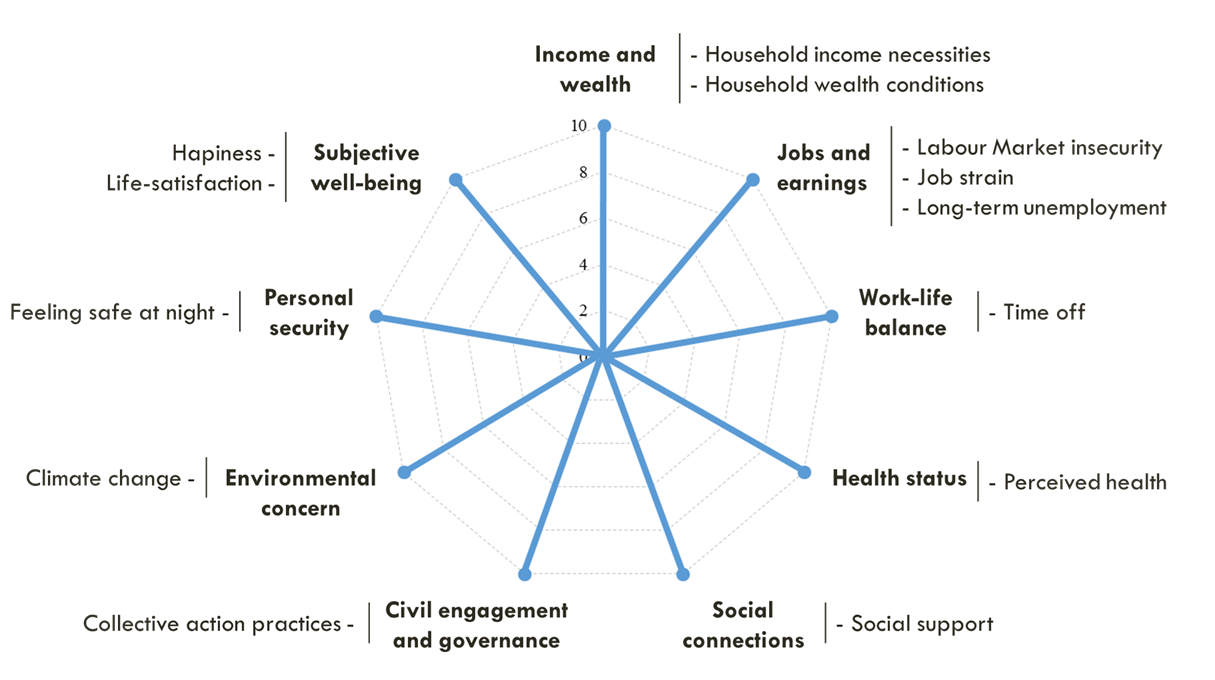 Income and
wealth
- Household income necessities
- Household wealth conditions
Jobs and
earnings
- Labour Market insecurity
- Job strain
- Long-term unemployment
Work-life
balance
- Time off
Health status
- Perceived health
Social
connections
- Social support
Civil engagement
and governance
Collective action practices -
Environmental
concern
Climate change -
Personal
security
Feeling safe at night -
Subjective
well-being
Hapiness -
Life-satisfaction -
10
8
6
4
2
0